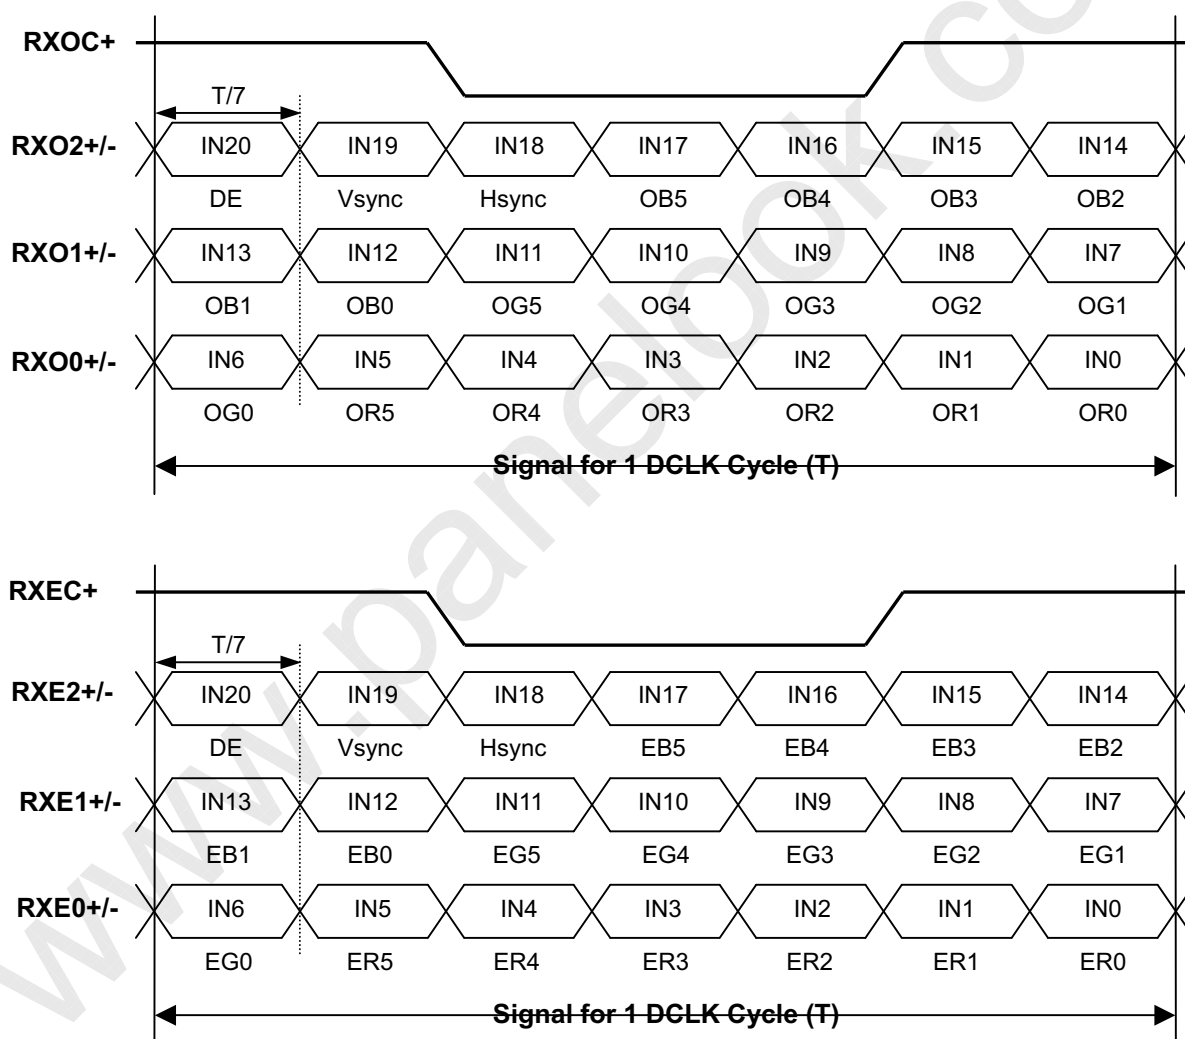 RXOC+
T/7
RXO2+/- IN20 IN19 IN18 IN17 IN16 IN15 IN14
DE Vsync Hsync OB5 OB4 OB3 OB2
RXO1+/- IN13 IN12 IN11 IN10 IN9 IN8 IN7
OB1 OB0 OG5 OG4 OG3 OG2 OG1
RXO0+/- IN6 IN5 IN4 IN3 IN2 IN1 IN0
OG0 OR5 OR4 OR3 OR2 OR1 OR0
Signal for 1 DCLK Cycle (T)
RXEC+
T/7
RXE2+/- IN20 IN19 IN18 IN17 IN16 IN15 IN14
DE Vsync Hsync EB5 EB4 EB3 EB2
RXE1+/- IN13 IN12 IN11 IN10 IN9 IN8 IN7
EB1 EB0 EG5 EG4 EG3 EG2 EG1
RXE0+/- IN6 IN5 IN4 IN3 IN2 IN1 IN0
EG0 ER5 ER4 ER3 ER2 ER1 ER0
Signal for 1 DCLK Cycle (T)
www.panelook.co